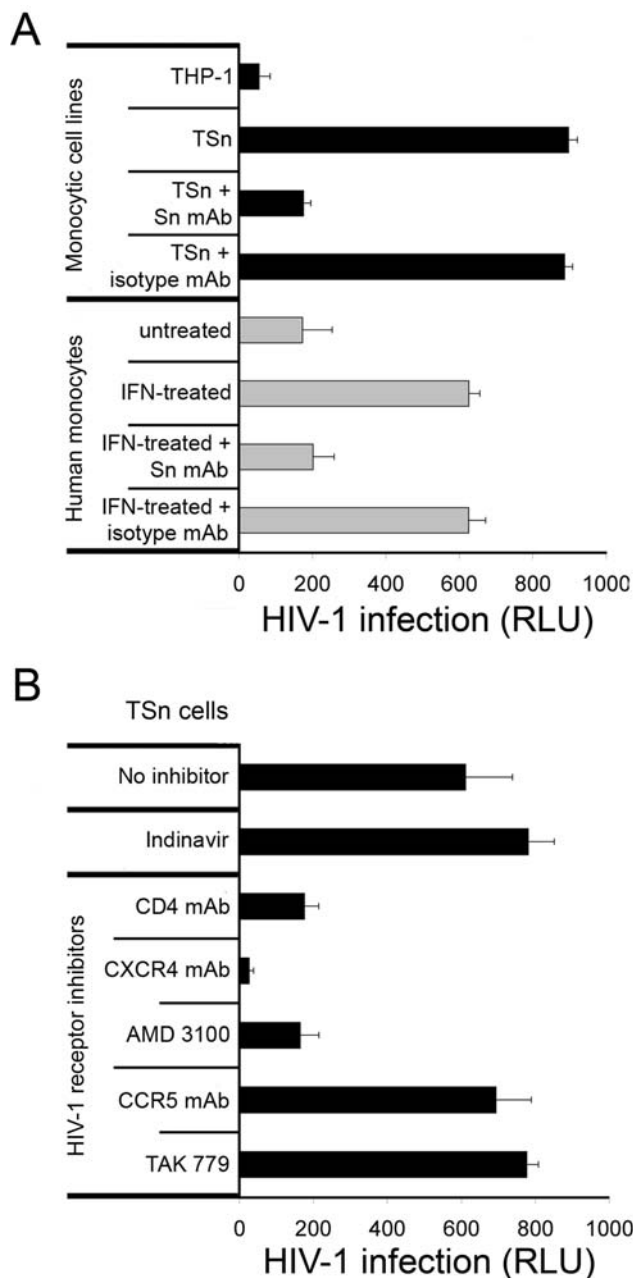 A
Monocytic cell lines
THP-1
TSn
TSn +
Sn mAb
TSn +
isotype mAb
Human monocytes
untreated
IFN-treated
IFN-treated +
Sn mAb
IFN-treated +
isotype mAb
0 200 400 600 800 1000
HIV-1 infection (RLU)
B
TSn cells
No inhibitor
Indinavir
HIV-1 receptor inhibitors
CD4 mAb
CXCR4 mAb
AMD 3100
CCR5 mAb
TAK 779
0 200 400 600 800 1000
HIV-1 infection (RLU)